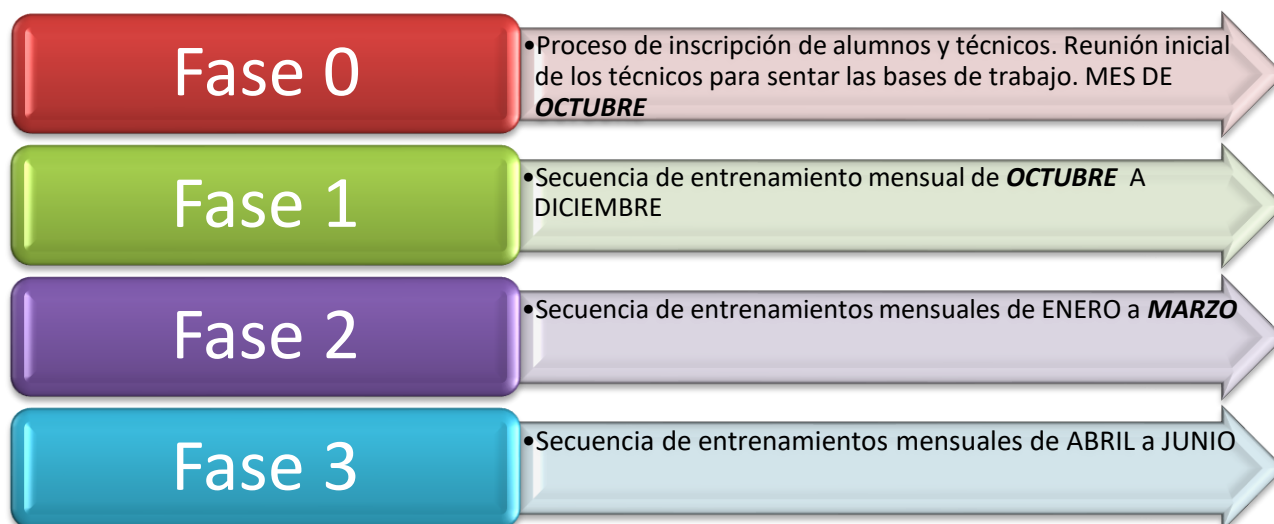 Fase 0
•Proceso de inscripción de alumnos y técnicos. Reunión inicial
de los técnicos para sentar las bases de trabajo. MES DE
OCTUBRE
Fase 1
•Secuencia de entrenamiento mensual de OCTUBRE A
DICIEMBRE
Fase 2
•Secuencia de entrenamientos mensuales de ENERO a MARZO
Fase 3
•Secuencia de entrenamientos mensuales de ABRIL a JUNIO